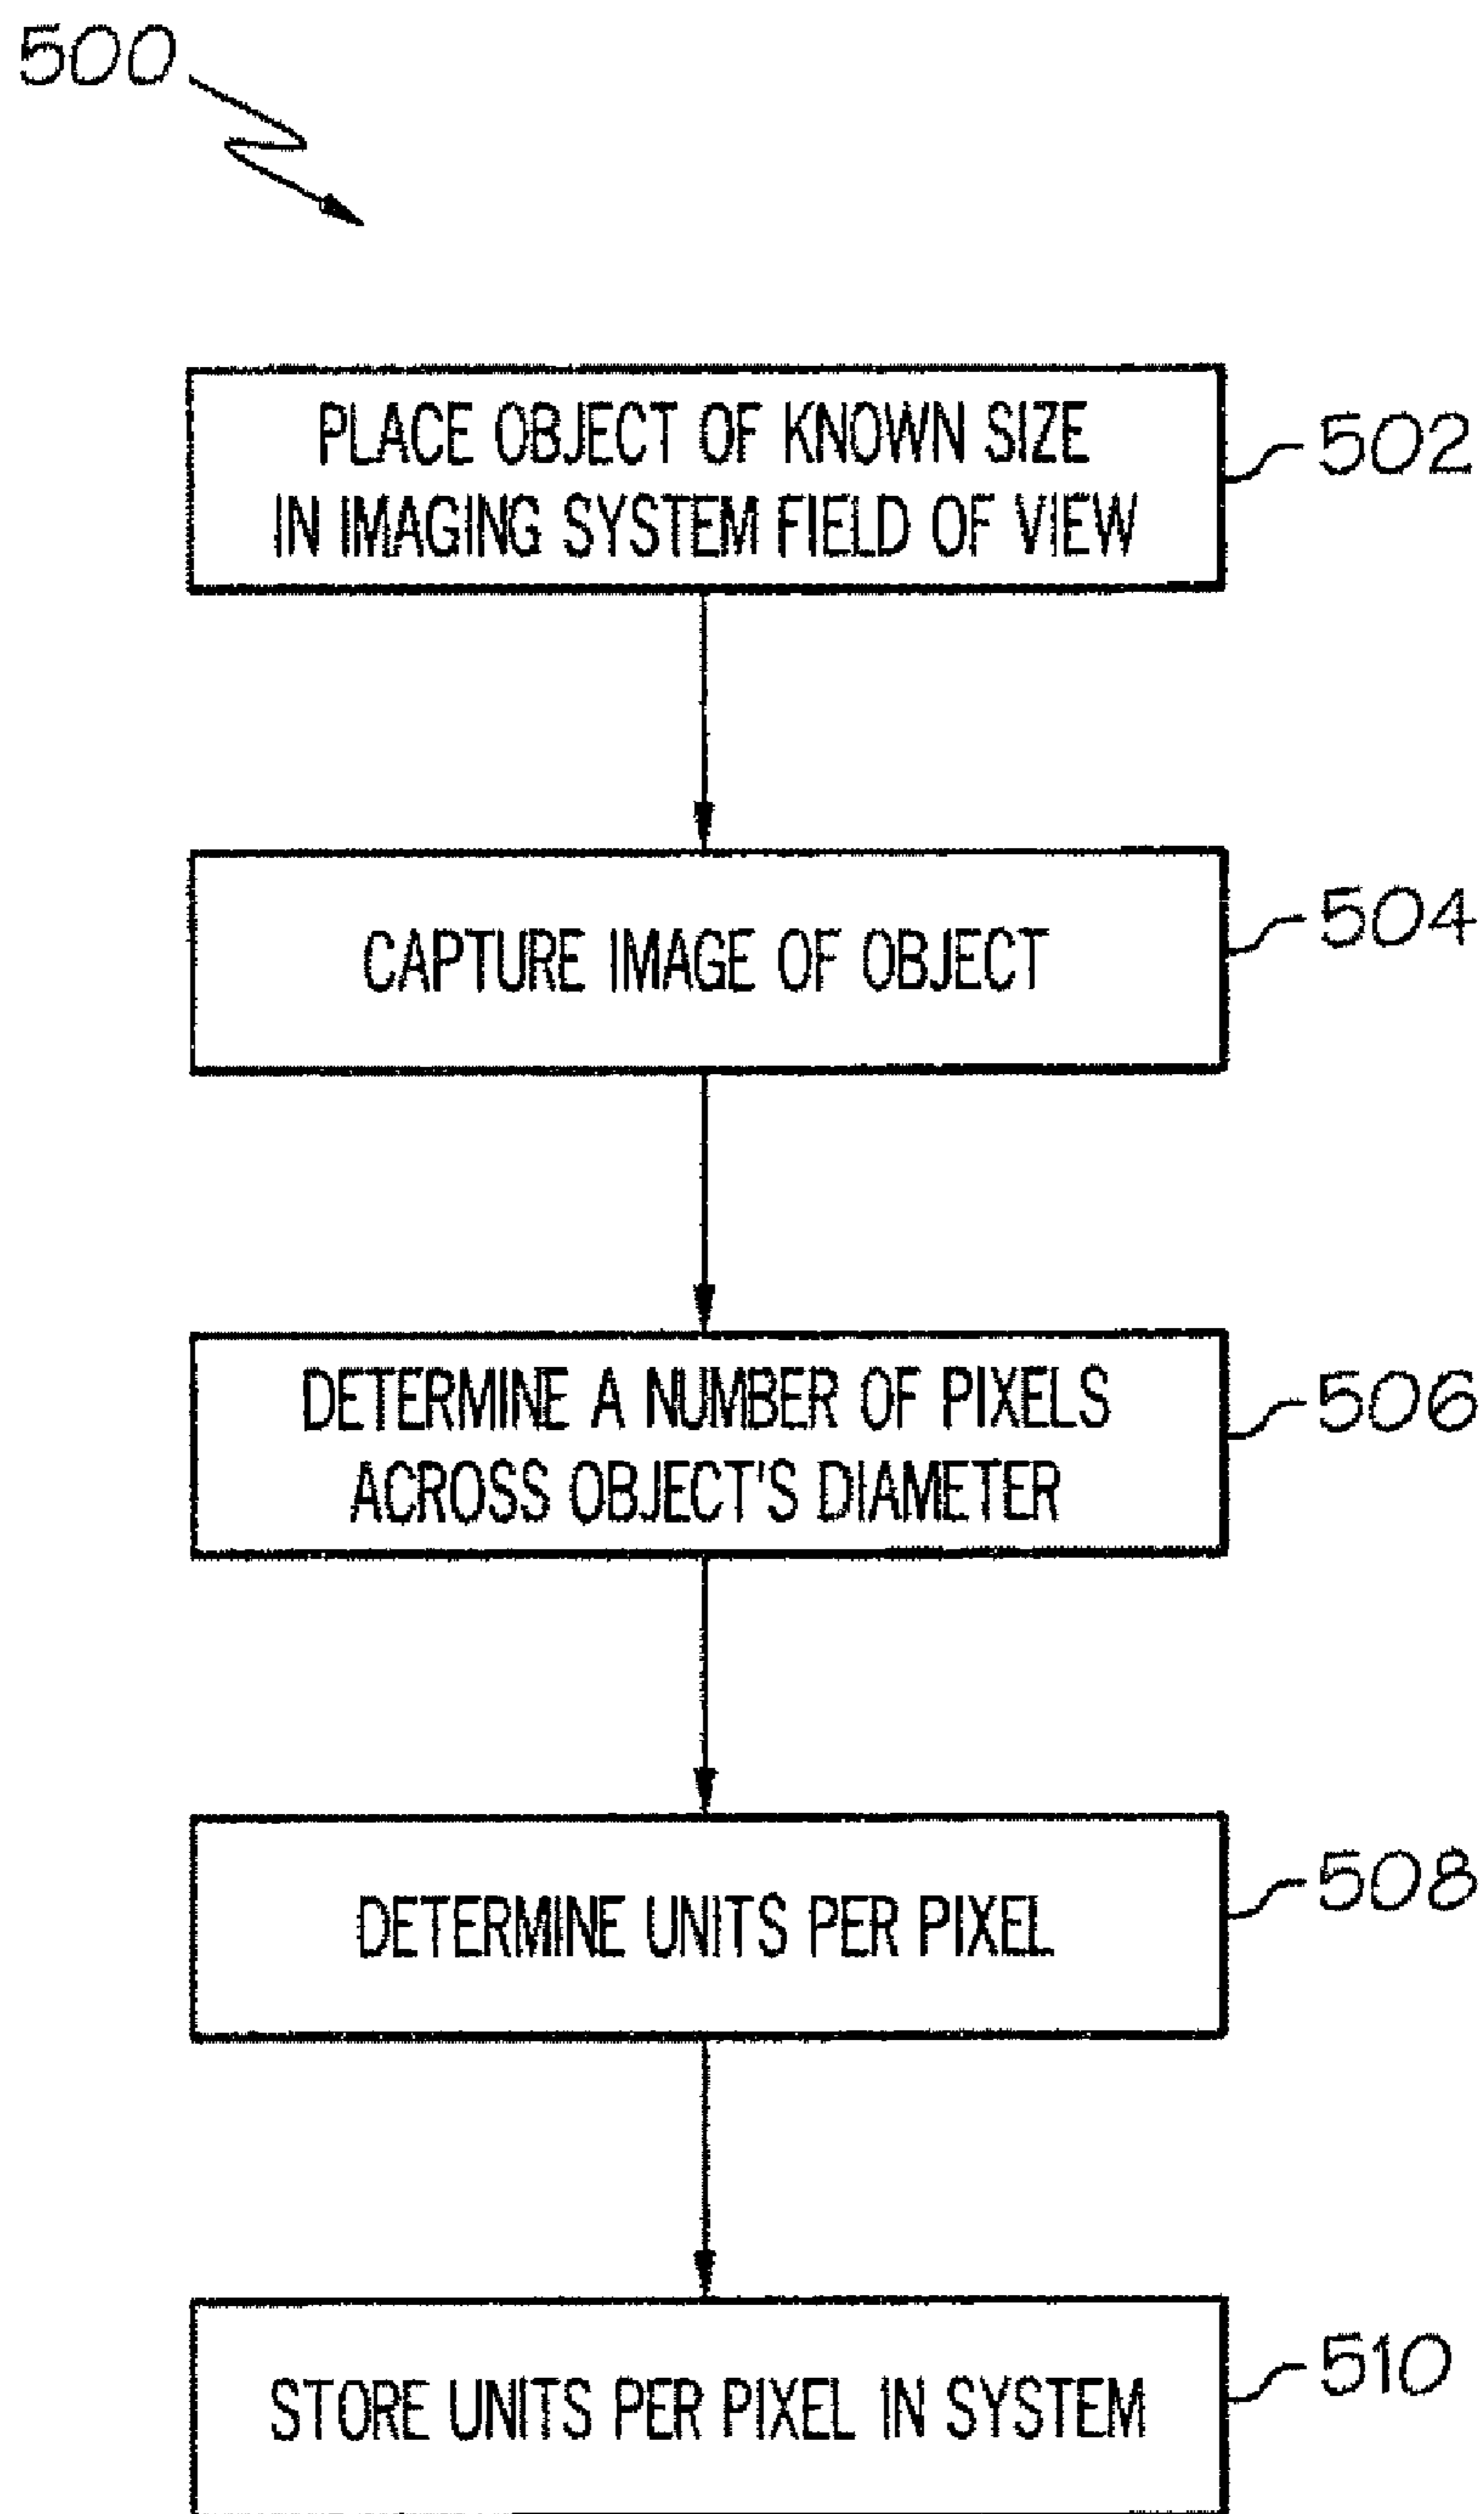 500
PLACE OBJECT OF KNOWN SIZE
IN IMAGING SYSTEM FIELD OF VIEW
502
CAPTURE IMAGE OF OBJECT
504
DETERMINE A NUMBER OF PIXELS
ACROSS OBJECT'S DIAMETER
506
DETERMINE UNITS PER PIXEL
508
STORE UNITS PER PIXEL IN SYSTEM
510